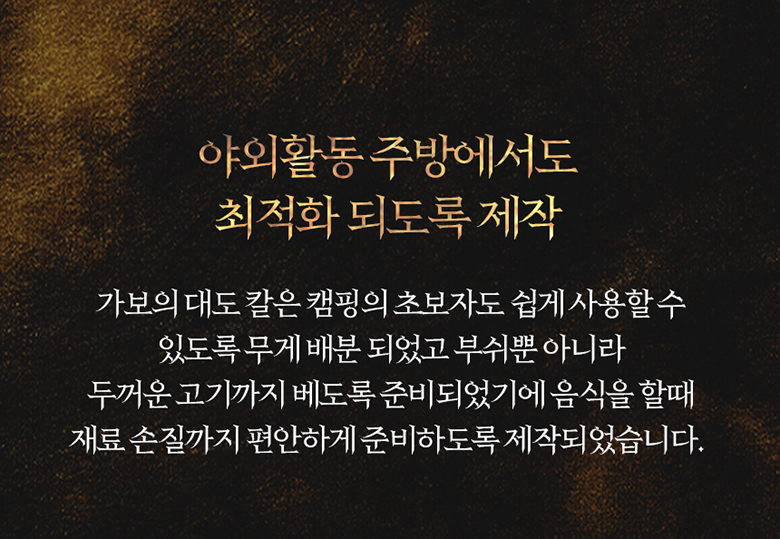 야외활동 주방에서도
최적화 되도록 제작
가보의 대도 칼은 캠핑의 초보자도 쉽게 사용할 수
있도록 무게 배분 되었고 부쉬뿐 아니라
두꺼운 고기까지 베도록 준비되었기에 음식을 할때
재료 손질까지 편안하게 준비하도록 제작되었습니다.